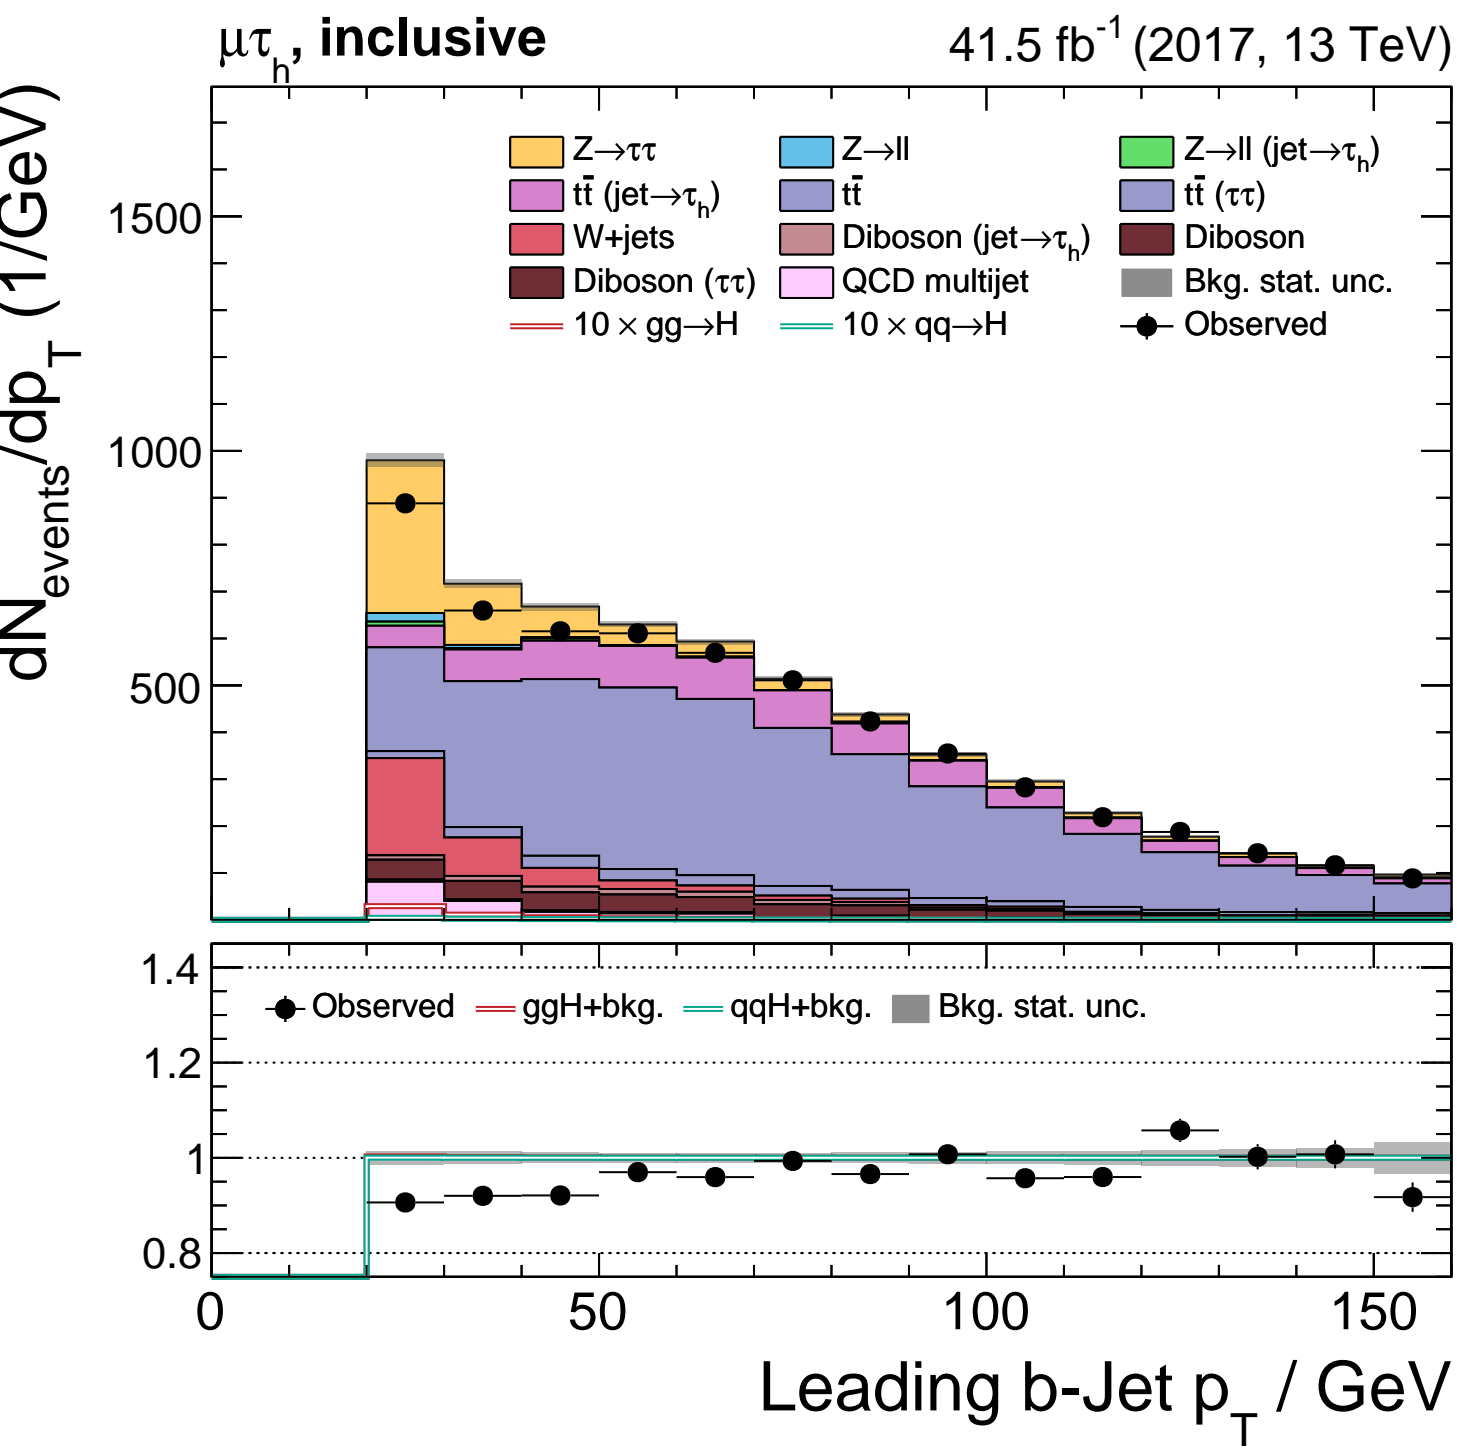 μτh, inclusive 41.5 fb-1 (2017, 13 TeV)
dNevents/dpT (1/GeV)
Z→ττ Z→ll Z→ll (jet→τh)
tt̄ (jet→τh) tt̄ tt̄ (ττ)
W+jets Diboson (jet→τh) Diboson
Diboson (ττ) QCD multijet Bkg. stat. unc.
10 × gg→H 10 × qq→H Observed
1500
1000
500
1.4
Observed ggH+bkg. qqH+bkg. Bkg. stat. unc.
1.2
1
0.8
0 50 100 150
Leading b-Jet pT / GeV